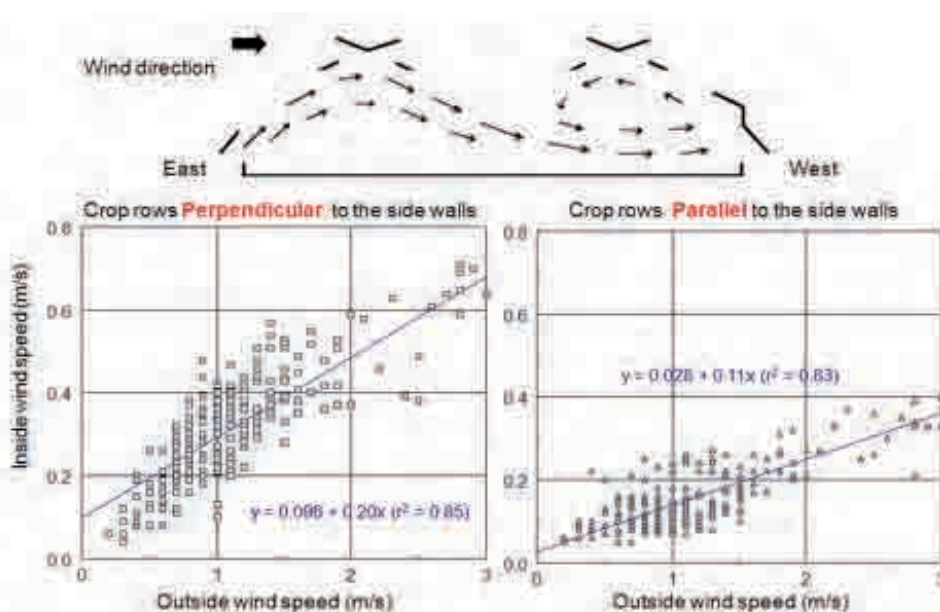 Wind direction
East
West
Crop rows Perpendicular to the side walls
Crop rows Parallel to the side walls
Inside wind speed (m/s)
0.8
0.6
0.4
0.2
0.0
y = 0.096 + 0.20x (r² = 0.85)
0
1
2
3
Outside wind speed (m/s)
0.8
0.6
0.4
0.2
0.0
y = 0.028 + 0.11x (r² = 0.83)
0
1
2
3
Outside wind speed (m/s)